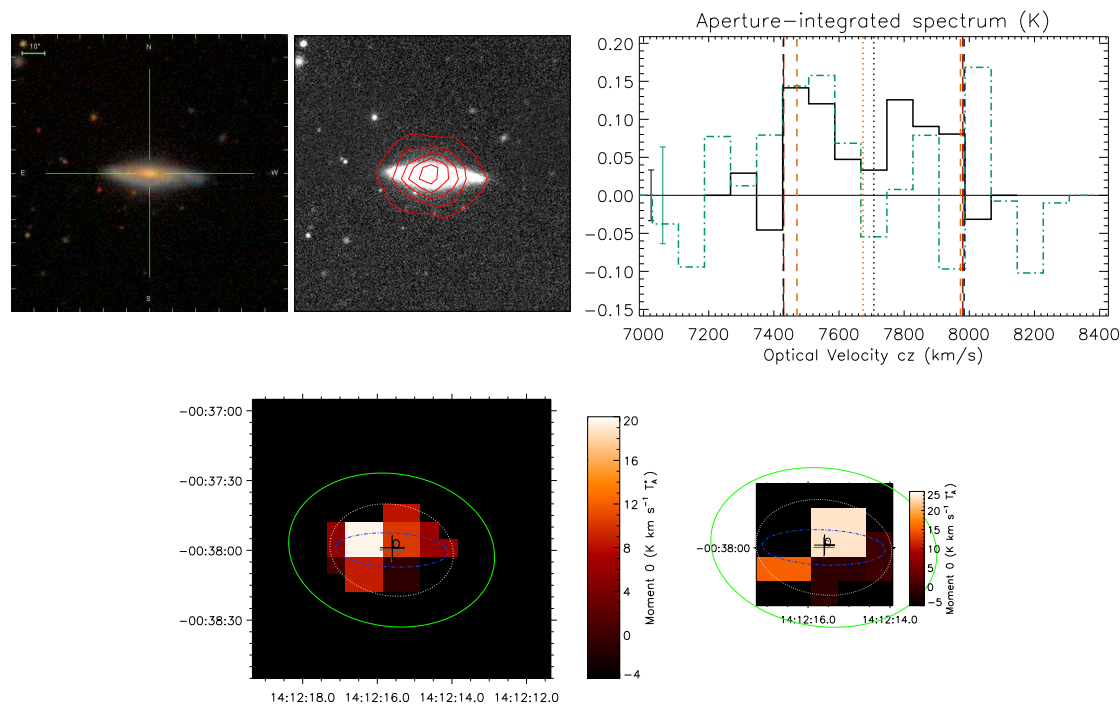 10"
N
E
W
S
Aperture-integrated spectrum (K)
0.20
0.15
0.10
0.05
0.00
-0.05
-0.10
-0.15
7000 7200 7400 7600 7800 8000 8200 8400
Optical Velocity cz (km/s)
-00:37:00
-00:37:30
-00:38:00
-00:38:30
14:12:18.0 14:12:16.0 14:12:14.0 14:12:12.0
20
16
12
8
4
0
-4
Moment 0 (K km s⁻¹ T*A)
-00:38:00
14:12:16.0 14:12:14.0
25
20
15
10
5
0
-5
Moment 0 (K km s⁻¹ T*A)